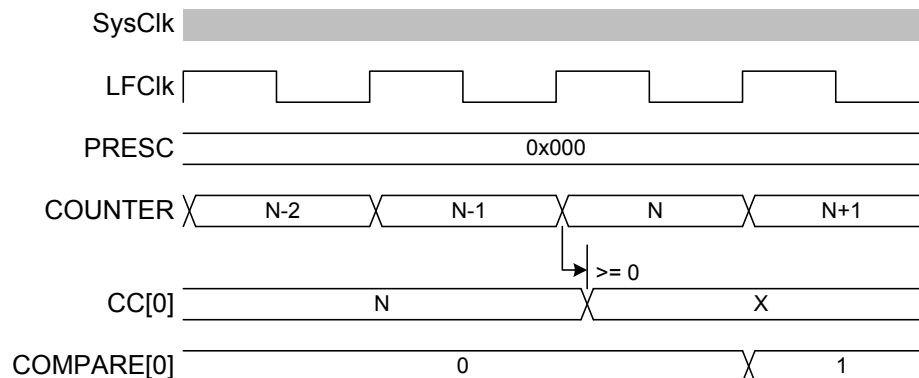 SysClk
LFClk
PRESC 0x000
COUNTER N-2 N-1 N N+1
>= 0
CC[0] N X
COMPARE[0] 0 1